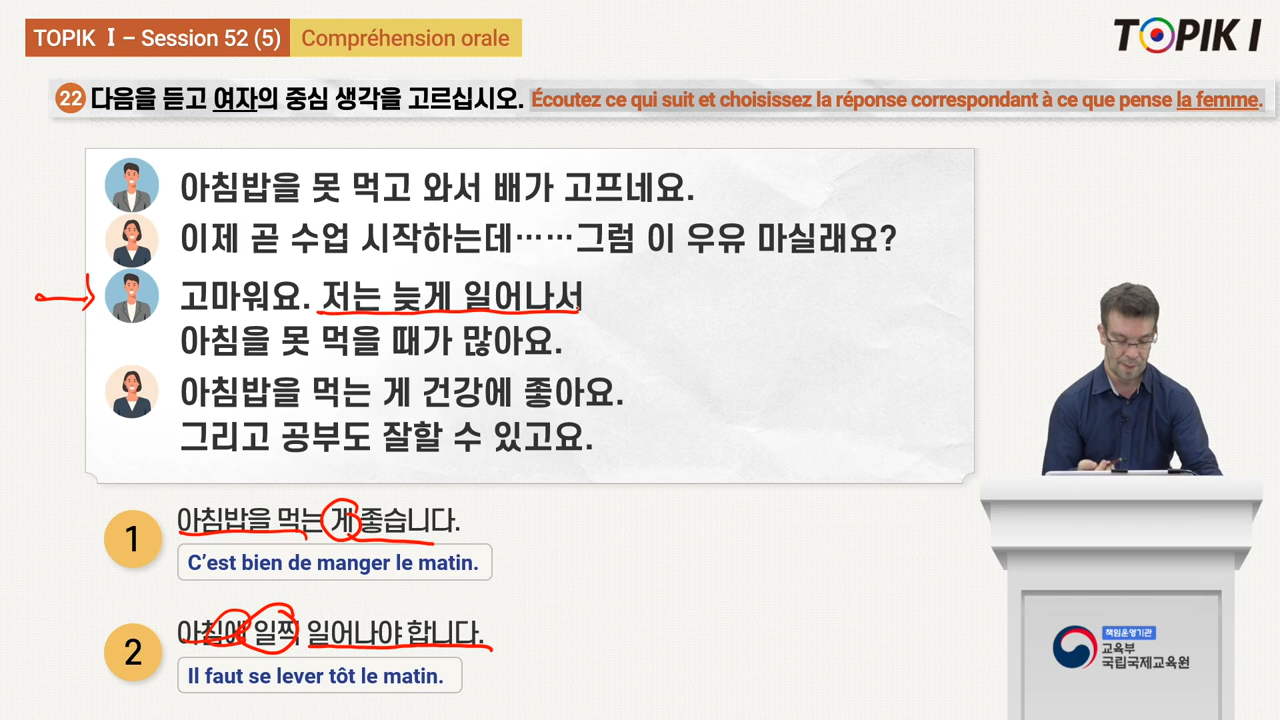 TOPIK I – Session 52 (5) Compréhension orale
TOPIK I
22 다음을 듣고 여자의 중심 생각을 고르십시오. Écoutez ce qui suit et choisissez la réponse correspondant à ce que pense la femme.
아침밥을 못 먹고 와서 배가 고프네요.
이제 곧 수업 시작하는데……그럼 이 우유 마실래요?
고마워요. 저는 늦게 일어나서
아침을 못 먹을 때가 많아요.
아침밥을 먹는 게 건강에 좋아요.
그리고 공부도 잘할 수 있고요.
1 아침밥을 먹는 게 좋습니다.
C’est bien de manger le matin.
2 아침에 일찍 일어나야 합니다.
Il faut se lever tôt le matin.
책임운영기관
교육부
국립국제교육원